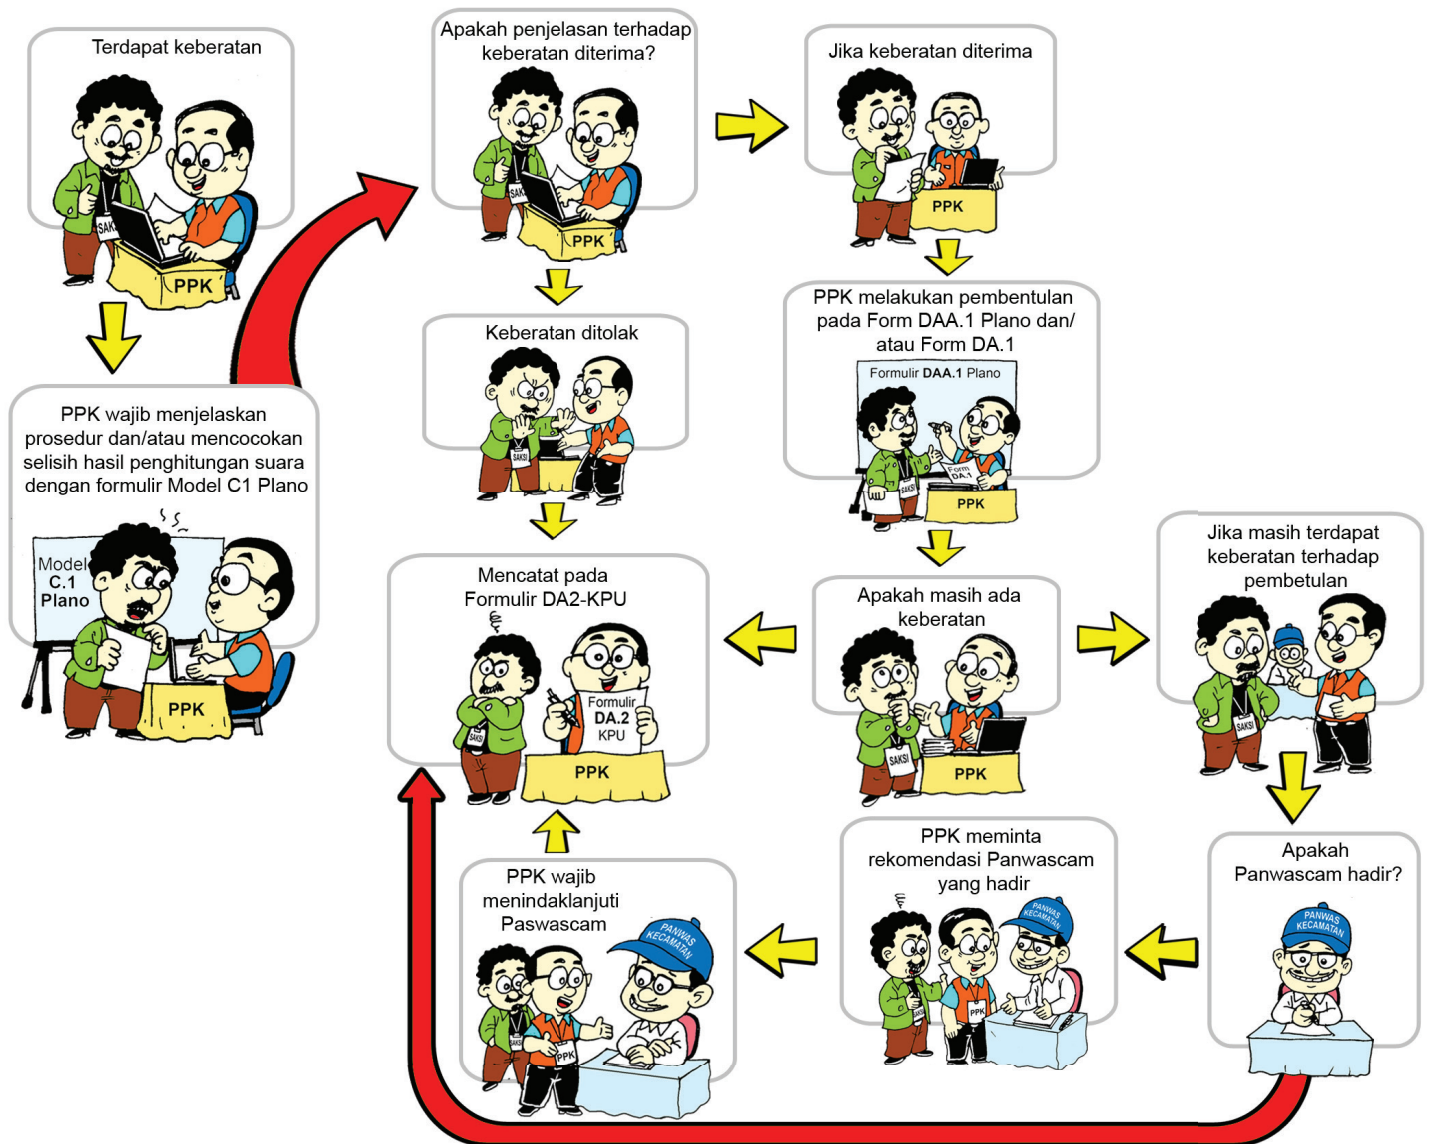 Terdapat keberatan
SAKSI
PPK
PPK wajib menjelaskan
prosedur dan/atau mencocokan
selisih hasil penghitungan suara
dengan formulir Model C1 Plano
Model
C.1
Plano
PPK
Apakah penjelasan terhadap
keberatan diterima?
SAKSI
PPK
Jika keberatan diterima
PPK
Keberatan ditolak
SAKSI
PPK melakukan pembentulan
pada Form DAA.1 Plano dan/
atau Form DA.1
Formulir DAA.1 Plano
Form
DA.1
SAKSI
PPK
Mencatat pada
Formulir DA2-KPU
Formulir
DA.2
KPU
SAKSI
PPK
Apakah masih ada
keberatan
SAKSI
PPK
Jika masih terdapat
keberatan terhadap
pembetulan
SAKSI
Apakah
Panwascam hadir?
PANWAS
KECAMATAN
PPK meminta
rekomendasi Panwascam
yang hadir
PANWAS
KECAMATAN
SAKSI
PPK
PPK wajib
menindaklanjuti
Paswascam
PANWAS
KECAMATAN
SAKSI
PPK